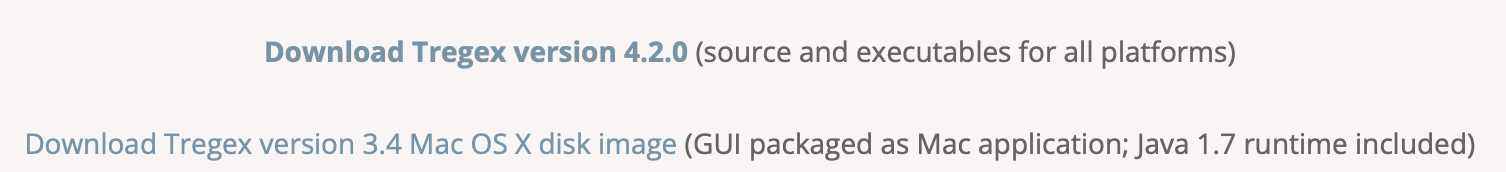 Download Tregex version 4.2.0 (source and executables for all platforms)
Download Tregex version 3.4 Mac OS X disk image (GUI packaged as Mac application; Java 1.7 runtime included)